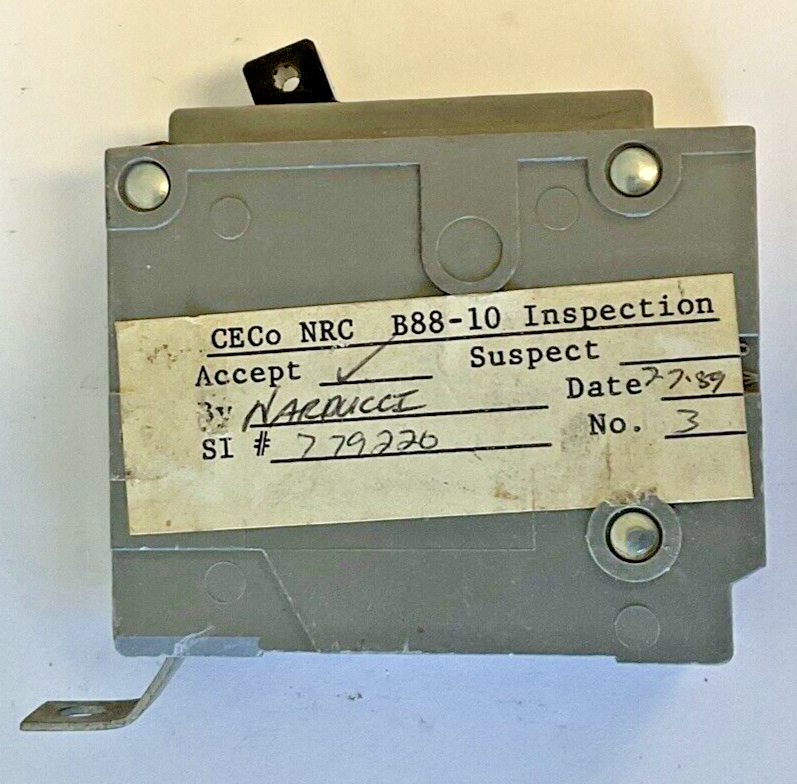 CECo NRC B88-10 Inspection
Accept ✓ Suspect
By NARDUCCI Date 2-7-89
SI # 779220 No. 3